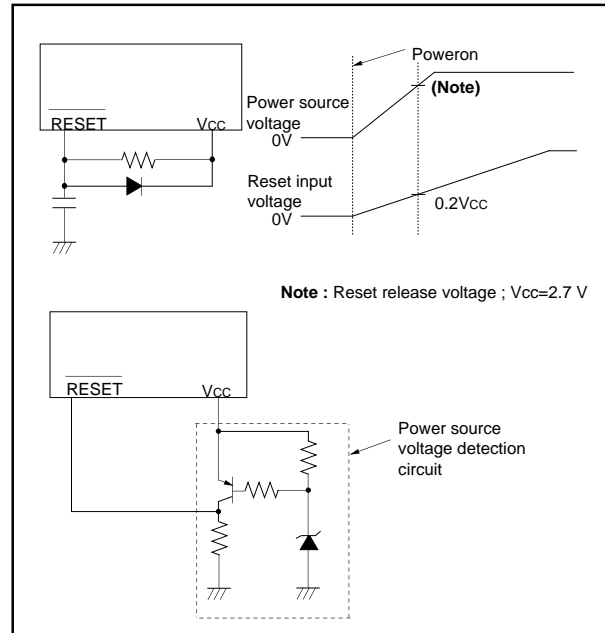 Poweron
(Note)
RESET
VCC
Power source
voltage
0V
Reset input
voltage
0V
0.2VCC
Note : Reset release voltage ; Vcc=2.7 V
RESET
VCC
Power source
voltage detection
circuit